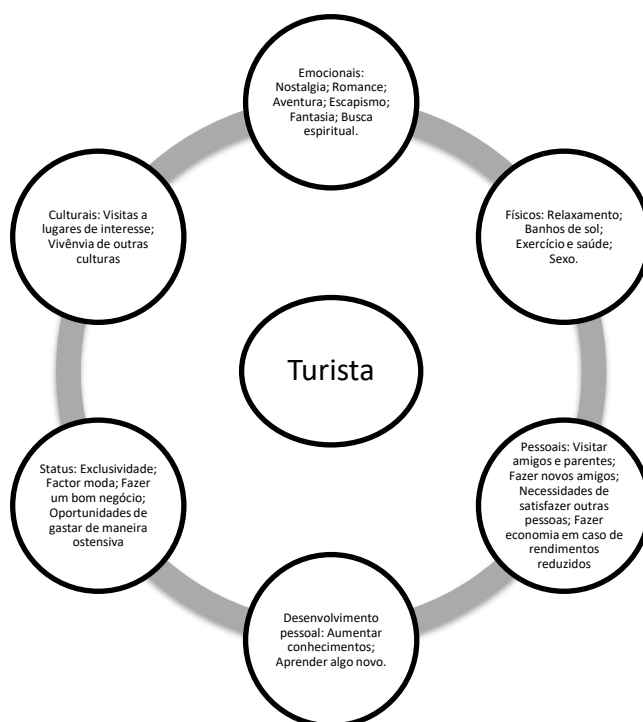 Emocionais:
Nostalgia; Romance;
Aventura; Escapismo;
Fantasia; Busca
espiritual.
Culturais: Visitas a
lugares de interesse;
Vivênvia de outras
culturas
Físicos: Relaxamento;
Banhos de sol;
Exercício e saúde;
Sexo.
Turista
Status: Exclusividade;
Factor moda; Fazer
um bom negócio;
Oportunidades de
gastar de maneira
ostensiva
Pessoais: Visitar
amigos e parentes;
Fazer novos amigos;
Necessidades de
satisfazer outras
pessoas; Fazer
economia em caso de
rendimentos
reduzidos
Desenvolvimento
pessoal: Aumentar
conhecimentos;
Aprender algo novo.